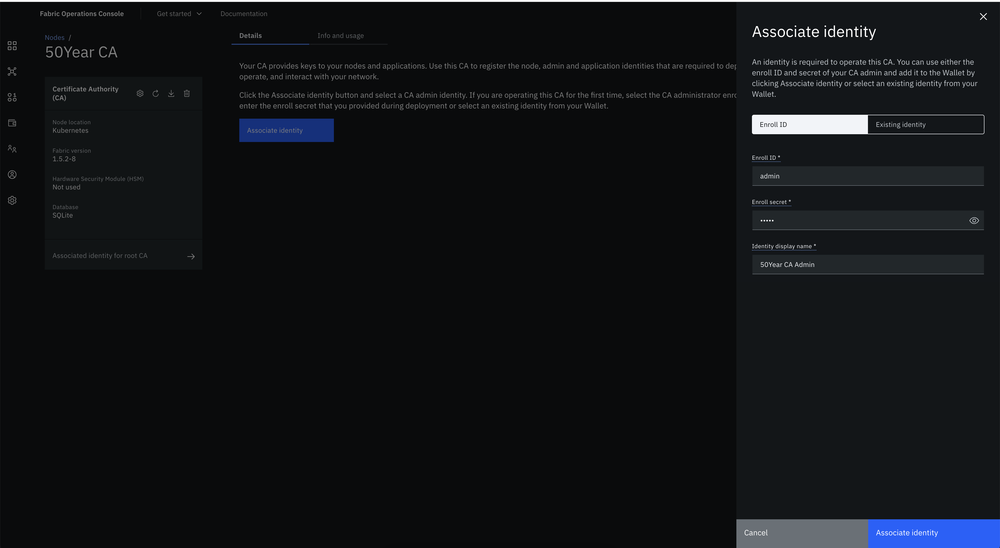 Fabric Operations Console
Get started
Documentation
Nodes /
50Year CA
Certificate Authority
(CA)
Node location
Kubernetes
Fabric version
1.5.2-8
Hardware Security Module (HSM)
Not used
Database
SQLite
Associated identity for root CA
Details
Info and usage
Your CA provides keys to your nodes and applications. Use this CA to register the node, admin and application identities that are required to dep
operate, and interact with your network.
Click the Associate identity button and select a CA admin identity. If you are operating this CA for the first time, select the CA administrator enro
enter the enroll secret that you provided during deployment or select an existing identity from your Wallet.
Associate identity
Associate identity
An identity is required to operate this CA. You can use either the
enroll ID and secret of your CA admin and add it to the Wallet by
clicking Associate identity or select an existing identity from your
Wallet.
Enroll ID
Existing identity
Enroll ID *
admin
Enroll secret *
•••••
Identity display name *
50Year CA Admin
Cancel
Associate identity